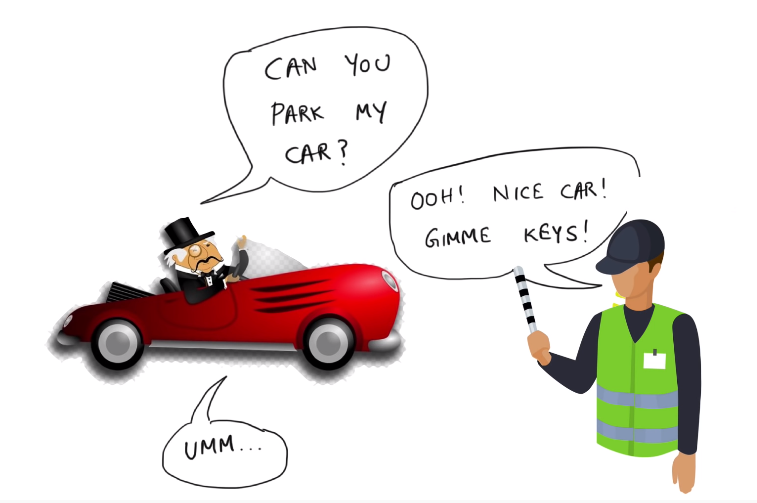 CAN YOU
PARK MY
CAR?
OOH! NICE CAR!
GIMME KEYS!
UMM...